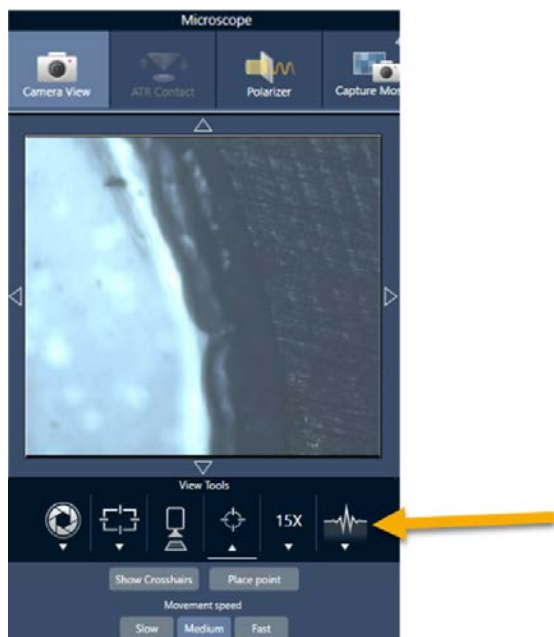 Microscope
Camera View
ATR Contact
Polarizer
Capture Mos
View Tools
15X
Show Crosshairs
Place point
Movement speed
Slow
Medium
Fast